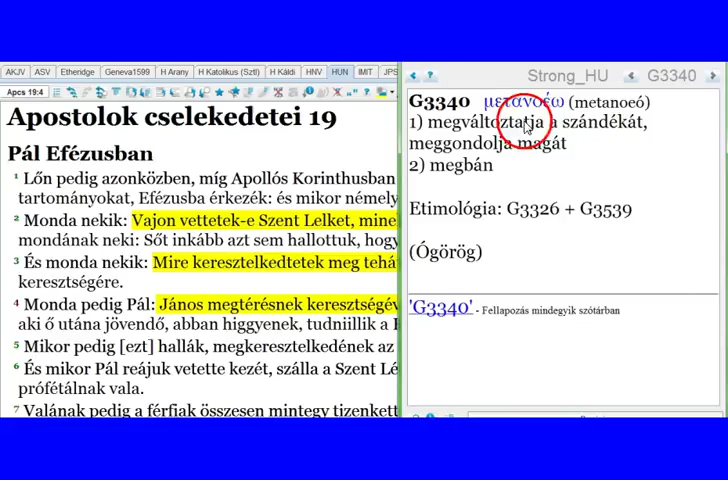 AKJV ASV Etheridge Geneva1599 H Arany H Katolikus (Sztl) H Káldi HNV HUN IMIT JPS
Apcs 19:4
Apostolok cselekedetei 19
Pál Efézusban
1 Lőn pedig azonközben, míg Apollós Korinthusban
tartományokat, Efézusba érkezék: és mikor némely
2 Monda nekik: Vajon vettetek-e Szent Lelket, mine
mondának neki: Sőt inkább azt sem hallottuk, hogy
3 És monda nekik: Mire keresztelkedtetek meg tehá
keresztségére.
4 Monda pedig Pál: János megtérésnek keresztségév
aki ő utána jövendő, abban higgyenek, tudniillik a
5 Mikor pedig [ezt] hallák, megkeresztelkedének az
6 És mikor Pál reájuk vetette kezét, szálla a Szent Lé
prófétálnak vala.
7 Valának pedig a férfiak összesen mintegy tizenkett
Strong_HU G3340
G3340 μετανοέω (metanoeó)
1) megváltoztatja a szándékát,
meggondolja magát
2) megbán
Etimológia: G3326 + G3539
(Ógörög)
'G3340' - Fellapozás mindegyik szótárban